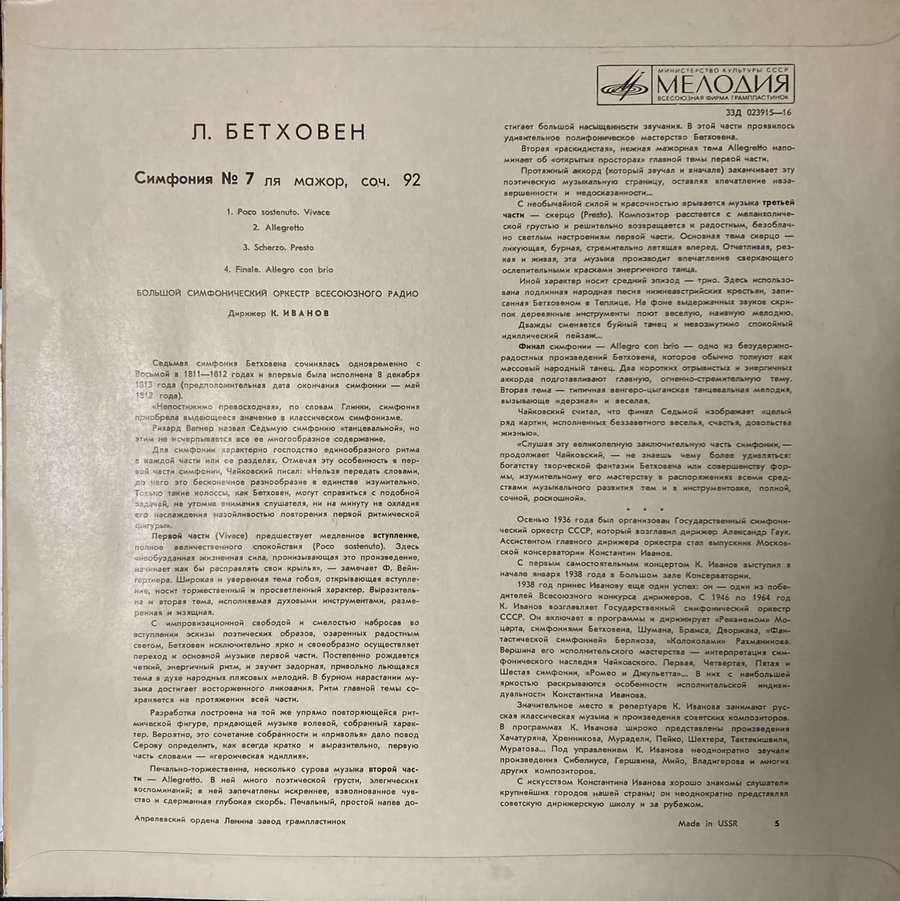 Л. БЕТХОВЕН
Симфония № 7 ля мажор, соч. 92
1. Poco sostenuto. Vivace
2. Allegretto
3. Scherzo. Presto
4. Finale. Allegro con brio
БОЛЬШОЙ СИМФОНИЧЕСКИЙ ОРКЕСТР ВСЕСОЮЗНОГО РАДИО
Дирижер К. ИВАНОВ
Седьмая симфония Бетховена сочинялась одновременно с
Восьмой в 1811—1812 годах и впервые была исполнена 8 декабря
1813 года (предположительная дата окончания симфонии — май
1812 года).
«Непостижимо превосходная», по словам Глинки, симфония
приобрела выдающееся значение в классическом симфонизме.
Рихард Вагнер назвал Седьмую симфонию «танцевальной», но
этим не исчерпывается все ее многообразное содержание.
Для симфонии характерно господство единообразного ритма
в каждой части или ее разделах. Отмечая эту особенность в пер-
вой части симфонии, Чайковский писал: «Нельзя передать словами,
до чего это бесконечное разнообразие в единстве изумительно.
Только такие колоссы, как Бетховен, могут справиться с подобной
задачей, не утомив внимания слушателя, ни на минуту не охладив
его наслаждения назойливостью повторения первой ритмической
фигуры».
Первой части (Vivace) предшествует медленное вступление,
полное величественного спокойствия (Poco sostenuto). Здесь
«необузданная жизненная сила, пронизывающая это произведение,
начинает как бы расправлять свои крылья», — замечает Ф. Вейн-
гертнер. Широкая и уверенная тема гобоя, открывающая вступле-
ние, носит торжественный и просветленный характер. Выразитель-
на и вторая тема, исполняемая духовыми инструментами, разме-
ренная и изящная.
С импровизационной свободой и смелостью набросав во
вступлении эскизы поэтических образов, озаренных радостным
светом, Бетховен исключительно ярко и своеобразно осуществляет
переход к основной музыке первой части. Постепенно рождается
четкий, энергичный ритм, и звучит задорная, привольно льющаяся
тема в духе народных плясовых мелодий. В бурном нарастании му-
зыка достигает восторженного ликования. Ритм главной темы со-
храняется на протяжении всей части.
Разработка построена на той же упрямо повторяющейся рит-
мической фигуре, придающей музыке волевой, собранный харак-
тер. Вероятно, это сочетание собранности и «приволья» дало повод
Серову определить, как всегда кратко и выразительно, первую
часть словами — «героическая идиллия».
Печально-торжественна, несколько сурова музыка второй час-
ти — Allegretto. В ней много поэтической грусти, элегических
воспоминаний; в ней запечатлены искреннее, взволнованное чув-
ство и сдержанная глубокая скорбь. Печальный, простой напев до-
Апрелевский ордена Ленина завод грампластинок
МИНИСТЕРСТВО КУЛЬТУРЫ СССР
МЕЛОДИЯ
ВСЕСОЮЗНАЯ ФИРМА ГРАМПЛАСТИНОК
33Д 023915—16
стигает большой насыщенности звучания. В этой части проявилось
удивительное полифоническое мастерство Бетховена.
Вторая «раскидистая», нежная мажорная тема Allegretto напо-
минает об «открытых просторах» главной темы первой части.
Протяжный аккорд (который звучал и вначале) заканчивает эту
поэтическую музыкальную страницу, оставляя впечатление неза-
вершенности и недосказанности...
С необычайной силой и красочностью врывается музыка третьей
части — скерцо (Presto). Композитор расстается с меланхоличе-
ской грустью и решительно возвращается к радостным, безоблач-
но светлым настроениям первой части. Основная тема скерцо —
ликующая, бурная, стремительно летящая вперед. Отчетливая, рез-
кая и живая, эта музыка производит впечатление сверкающего
ослепительными красками энергичного танца.
Иной характер носит средний эпизод — трио. Здесь использо-
вана подлинная народная песня нижнеавстрийских крестьян, запи-
санная Бетховеном в Теплице. На фоне выдержанных звуков скри-
пок деревянные инструменты поют веселую, наивную мелодию.
Дважды сменяется буйный танец и невозмутимо спокойный
идиллический пейзаж...
Финал симфонии — Allegro con brio — одно из безудержно-
радостных произведений Бетховена, которое обычно толкуют как
массовый народный танец. Два коротких отрывистых и энергичных
аккорда подготавливают главную, огненно-стремительную тему.
Вторая тема — типичная венгеро-цыганская танцевальная мелодия,
вызывающе «дерзкая» и веселая.
Чайковский считал, что финал Седьмой изображает «целый
ряд картин, исполненных беззаветного веселья, счастья, довольства
жизнью».
«Слушая эту великолепную заключительную часть симфонии, —
продолжает Чайковский, — не знаешь чему более удивляться:
богатству творческой фантазии Бетховена или совершенству фор-
мы, изумительному его мастерству в распоряжениях всеми сред-
ствами музыкального развития тем и в инструментовке, полной,
сочной, роскошной».
* * *
Осенью 1936 года был организован Государственный симфони-
ческий оркестр СССР, который возглавил дирижер Александр Гаук.
Ассистентом главного дирижера оркестра стал выпускник Москов-
ской консерватории Константин Иванов.
С первым самостоятельным концертом К. Иванов выступил в
начале января 1938 года в Большом зале Консерватории.
1938 год принес Иванову еще один успех: он — один из побе-
дителей Всесоюзного конкурса дирижеров. С 1946 по 1964 год
К. Иванов возглавляет Государственный симфонический оркестр
СССР. Он включает в программы и дирижирует «Реквиемом» Мо-
царта, симфониями Бетховена, Шумана, Брамса, Дворжака, «Фан-
тастической симфонией» Берлиоза, «Колоколами» Рахманинова.
Вершина его исполнительского мастерства — интерпретация сим-
фонического наследия Чайковского. Первая, Четвертая, Пятая и
Шестая симфонии, «Ромео и Джульетта»... В них с наибольшей
яркостью раскрываются особенности исполнительской индиви-
дуальности Константина Иванова.
Значительное место в репертуаре К. Иванова занимают рус-
ская классическая музыка и произведения советских композиторов.
В программах К. Иванова широко представлены произведения
Хачатуряна, Хренникова, Мурадели, Пейко, Шехтера, Тактакишвили,
Муратова... Под управлением К. Иванова неоднократно звучали
произведения Сибелиуса, Гершвина, Мийо, Владигерова и многих
других композиторов.
С искусством Константина Иванова хорошо знакомы слушатели
крупнейших городов нашей страны; он неоднократно представлял
советскую дирижерскую школу и за рубежом.
Made in USSR 5